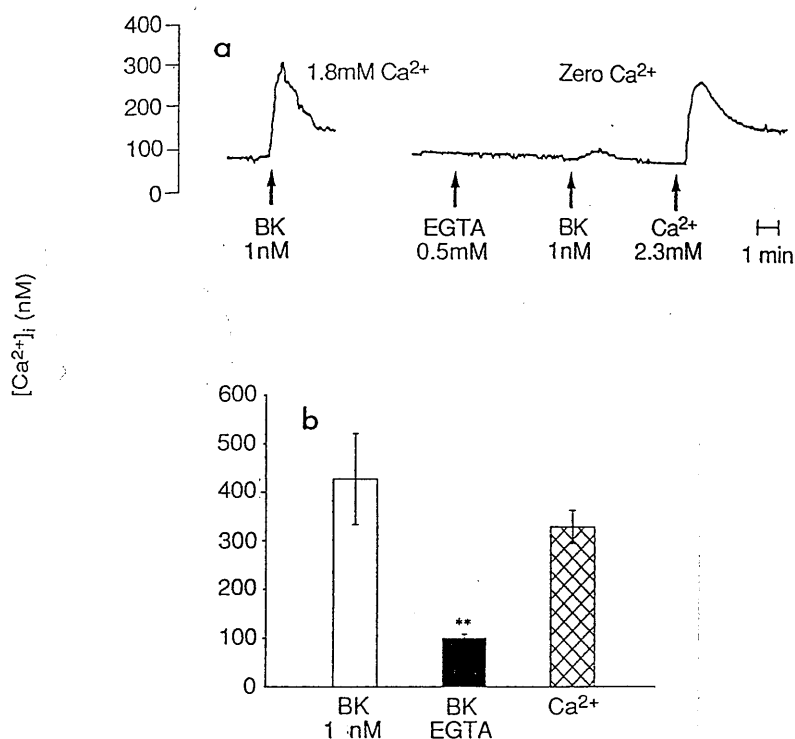 400
300
200
100
0
a
1.8mM Ca²⁺
Zero Ca²⁺
BK
1nM
EGTA
0.5mM
BK
1nM
Ca²⁺
2.3mM
1 min
[Ca²⁺]ᵢ (nM)
600
500
400
300
200
100
0
b
**
BK
1 nM
BK
EGTA
Ca²⁺